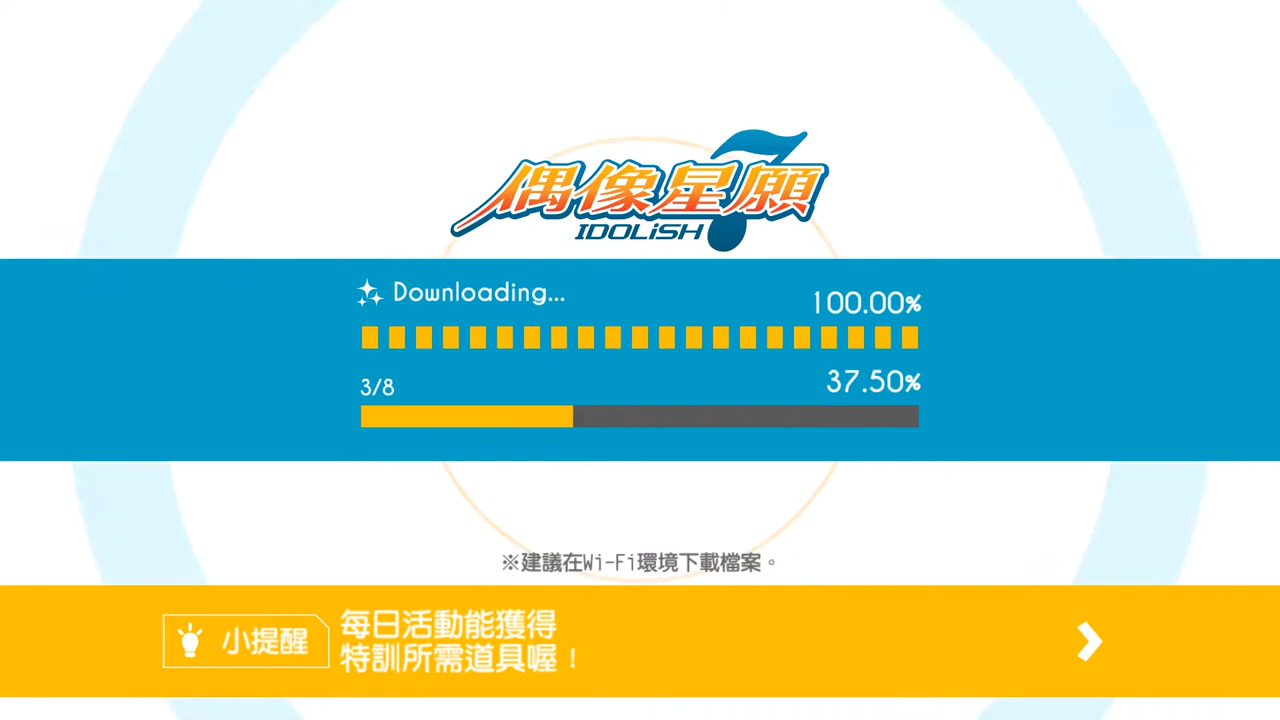 偶像星願
IDOLiSH7
Downloading...
100.00%
3/8
37.50%
※建議在Wi-Fi環境下載檔案。
小提醒
每日活動能獲得
特訓所需道具喔！